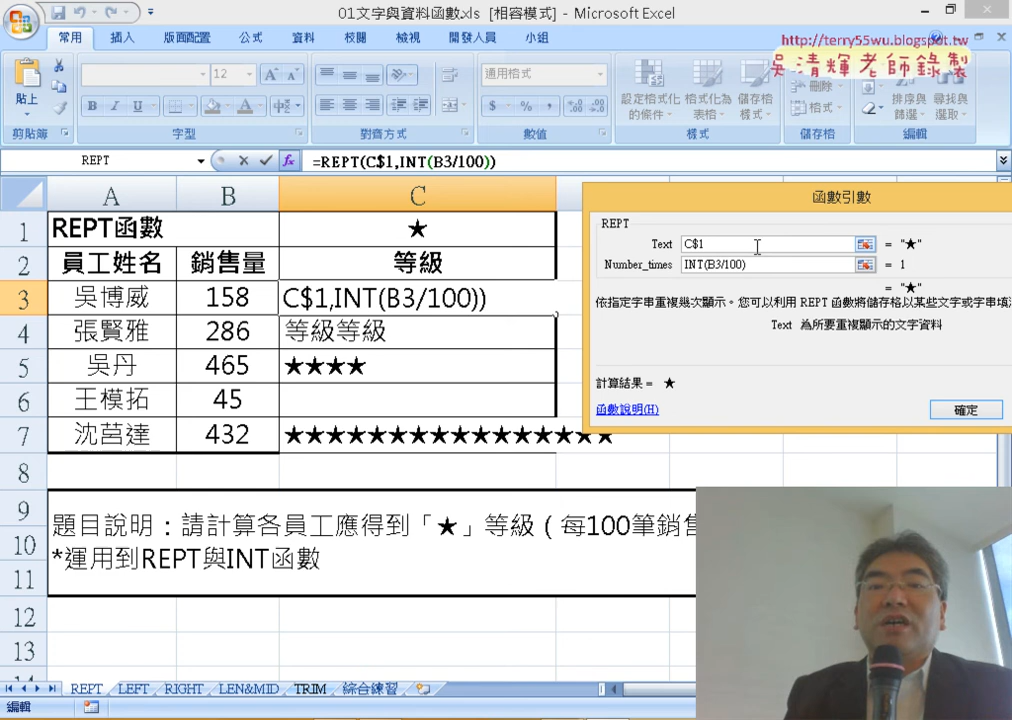 01文字與資料函數.xls [相容模式] - Microsoft Excel
常用 插入 版面配置 公式 資料 校閱 檢視 開發人員 小組
http://terry55wu.blogspot.tw
吳清輝老師錄製
貼上 12 通用格式 設定格式化的條件 格式化為表格 儲存格樣式 刪除 格式 排序與篩選 尋找與選取
剪貼簿 字型 對齊方式 數值 樣式 儲存格 編輯
REPT =REPT(C$1,INT(B3/100))
A B C
1 REPT函數 ★
2 員工姓名 銷售量 等級
3 吳博威 158 C$1,INT(B3/100))
4 張賢雅 286 等級等級
5 吳丹 465 ★★★★
6 王模拓 45
7 沈莒達 432 ★★★★★★★★★★★★★★★★
8
9
10
11
12
13
題目說明：請計算各員工應得到「★」等級（每100筆銷售
*運用到REPT與INT函數
函數引數
REPT
Text C$1 = "★"
Number_times INT(B3/100) = 1
= "★"
依指定字串重複幾次顯示。您可以利用 REPT 函數將儲存格以某些文字或字串填
Text 為所要重複顯示的文字資料
計算結果 = ★
函數說明(H) 確定
REPT LEFT RIGHT LEN&MID TRIM 綜合練習
編輯